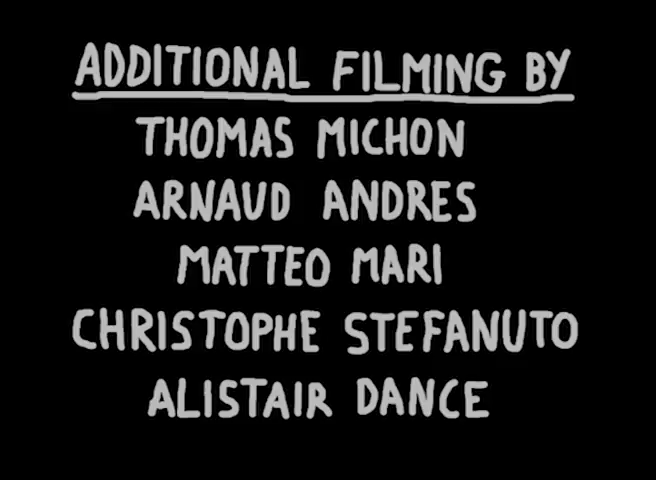 ADDITIONAL FILMING BY
THOMAS MICHON
ARNAUD ANDRES
MATTEO MARI
CHRISTOPHE STEFANUTO
ALISTAIR DANCE